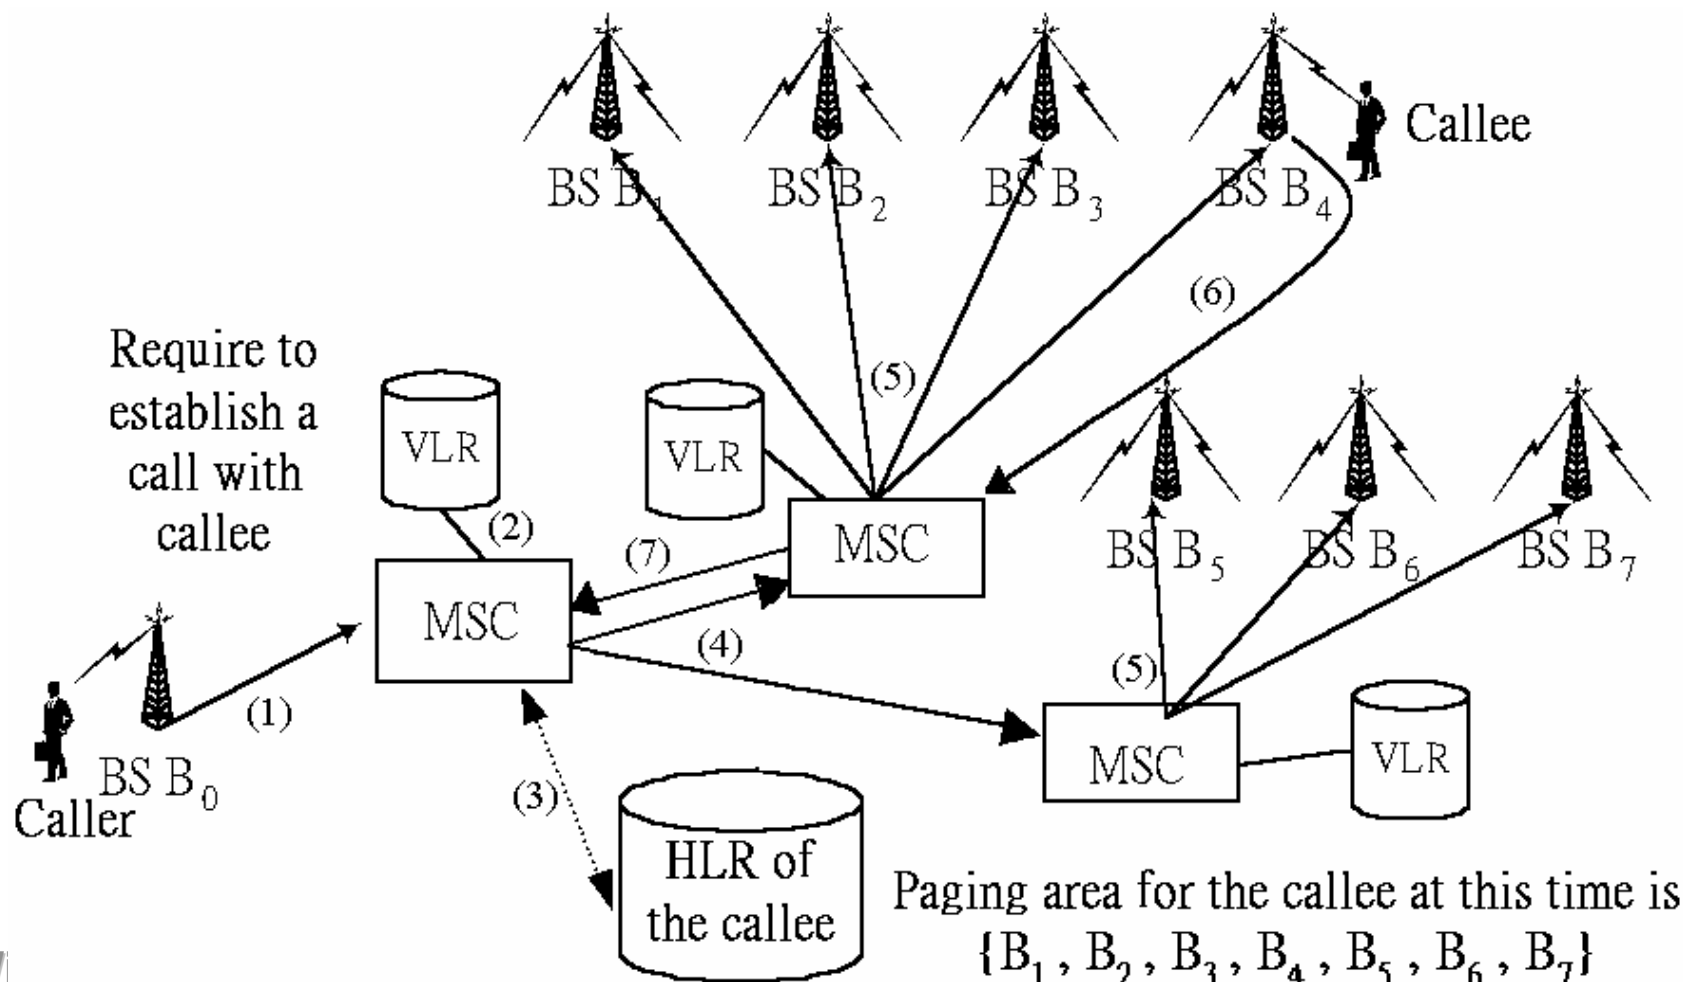 Callee
BS B1
BS B2
BS B3
BS B4
(6)
Require to
establish a
call with
callee
VLR
VLR
(5)
(2)
MSC
BS B5
BS B6
BS B7
(7)
MSC
(4)
(5)
(1)
MSC
VLR
BS B0
Caller
(3)
HLR of
the callee
Paging area for the callee at this time is
{B1 , B2 , B3 , B4 , B5 , B6 , B7}